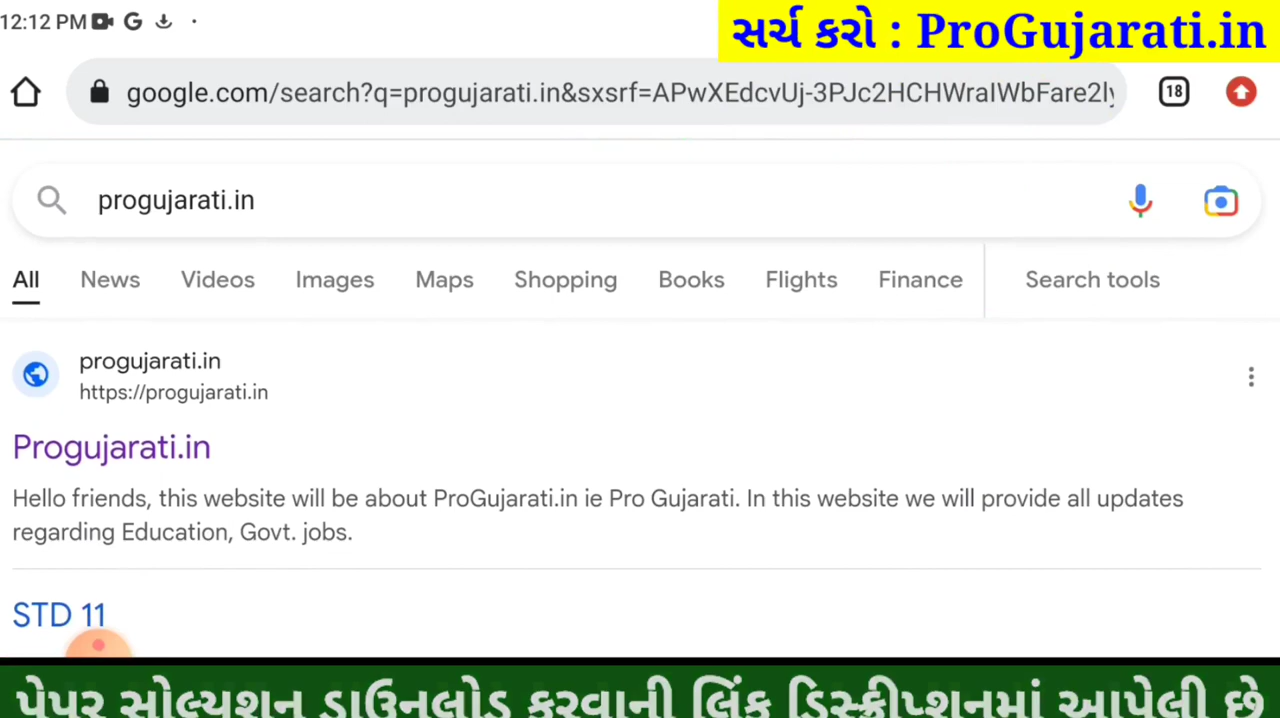 12:12 PM
સર્ચ કરો : ProGujarati.in
google.com/search?q=progujarati.in&sxsrf=APwXEdcvUj-3PJc2HCHWraIWbFare2ly
18
progujarati.in
All News Videos Images Maps Shopping Books Flights Finance Search tools
progujarati.in
https://progujarati.in
Progujarati.in
Hello friends, this website will be about ProGujarati.in ie Pro Gujarati. In this website we will provide all updates
regarding Education, Govt. jobs.
STD 11
પેપર સોલ્યુશન ડાઉનલોડ કરવાની લિંક ડિસ્ક્રીપ્શનમાં આપેલી છે